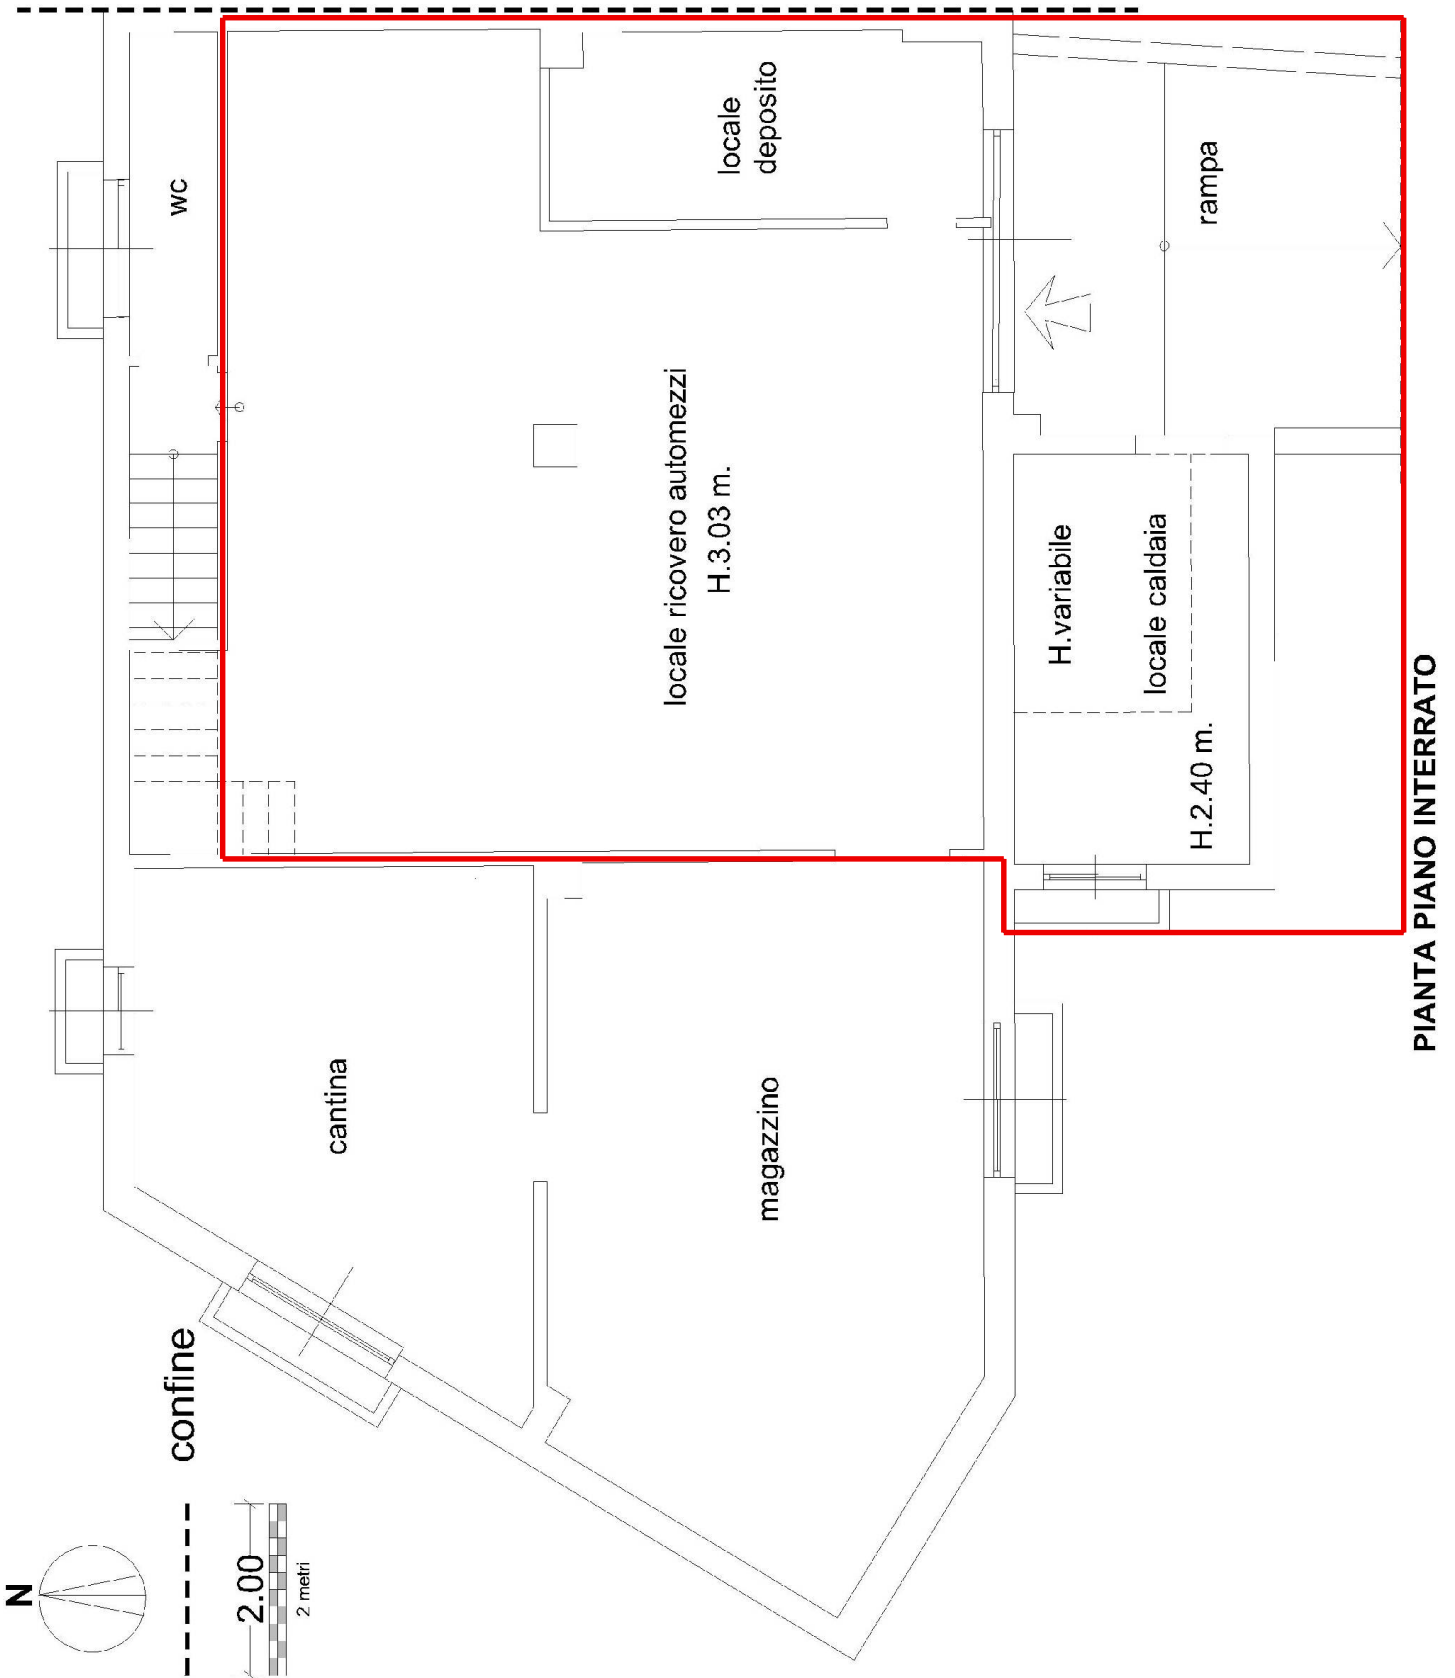 wc
locale
deposito
rampa
locale ricovero automezzi
H.3.03 m.
H.variabile
locale caldaia
H.2.40 m.
cantina
magazzino
confine
N
2.00
2 metri
PIANTA PIANO INTERRATO